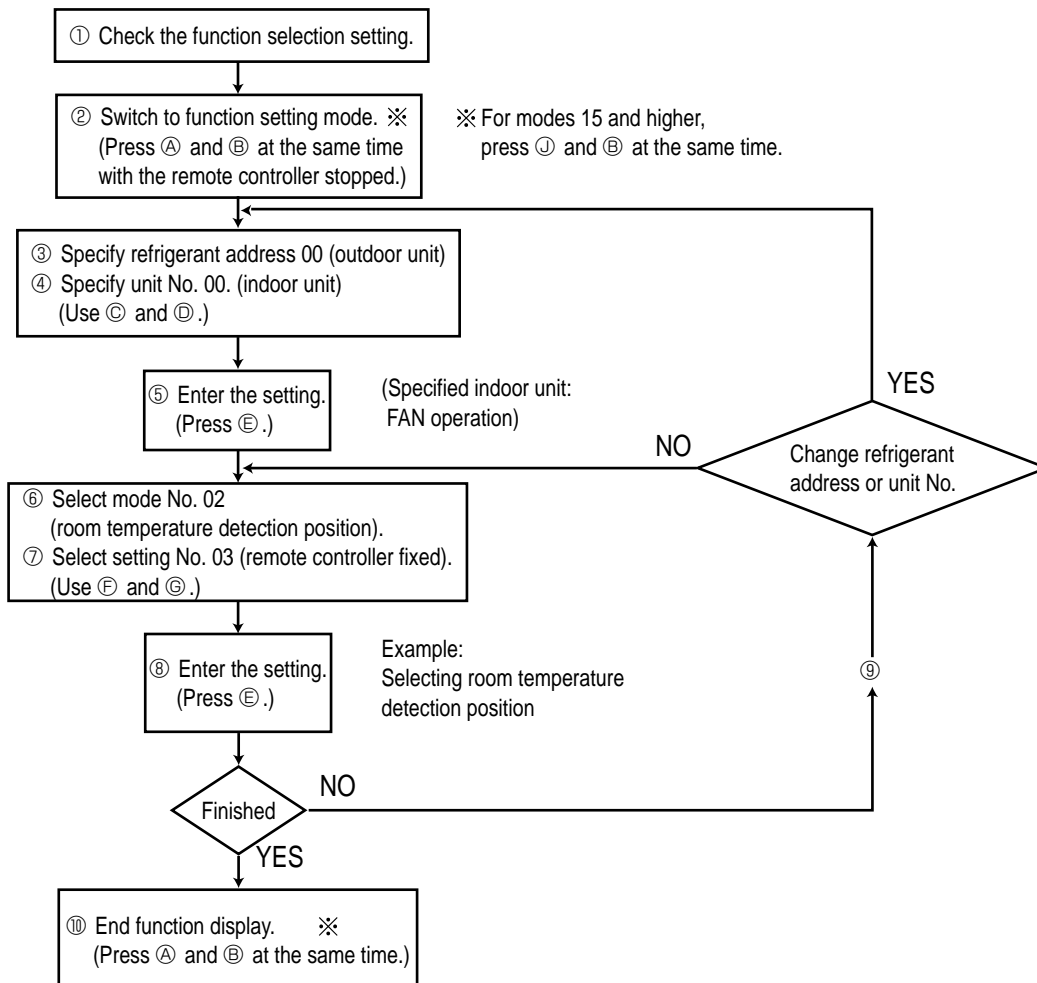 ① Check the function selection setting.
② Switch to function setting mode. ※
(Press Ⓐ and Ⓑ at the same time
with the remote controller stopped.)
※ For modes 15 and higher,
press Ⓙ and Ⓑ at the same time.
③ Specify refrigerant address 00 (outdoor unit)
④ Specify unit No. 00. (indoor unit)
(Use Ⓒ and Ⓓ.)
⑤ Enter the setting.
(Press Ⓔ.)
(Specified indoor unit:
FAN operation)
YES
NO
Change refrigerant
address or unit No.
⑥ Select mode No. 02
(room temperature detection position).
⑦ Select setting No. 03 (remote controller fixed).
(Use Ⓕ and Ⓖ.)
⑧ Enter the setting.
(Press Ⓔ.)
Example:
Selecting room temperature
detection position
⑨
Finished
NO
YES
⑩ End function display. ※
(Press Ⓐ and Ⓑ at the same time.)